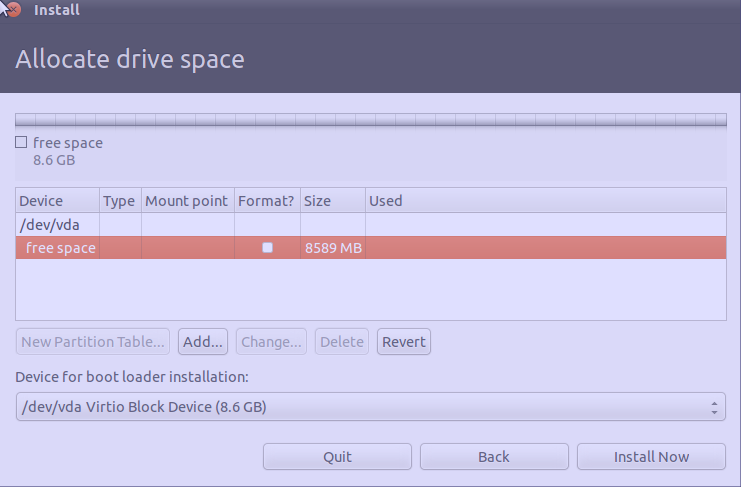 Install
Allocate drive space
free space
8.6 GB
Device Type Mount point Format? Size Used
/dev/vda
free space 8589 MB
New Partition Table... Add... Change... Delete Revert
Device for boot loader installation:
/dev/vda Virtio Block Device (8.6 GB)
Quit Back Install Now